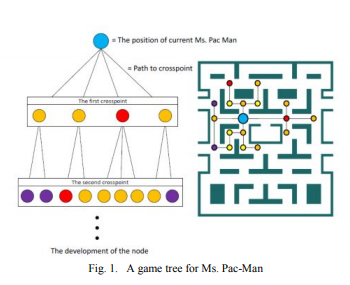 = The position of current Ms. Pac Man
= Path to crosspoint
The first crosspoint
The second crosspoint
The development of the node
Fig. 1. A game tree for Ms. Pac-Man